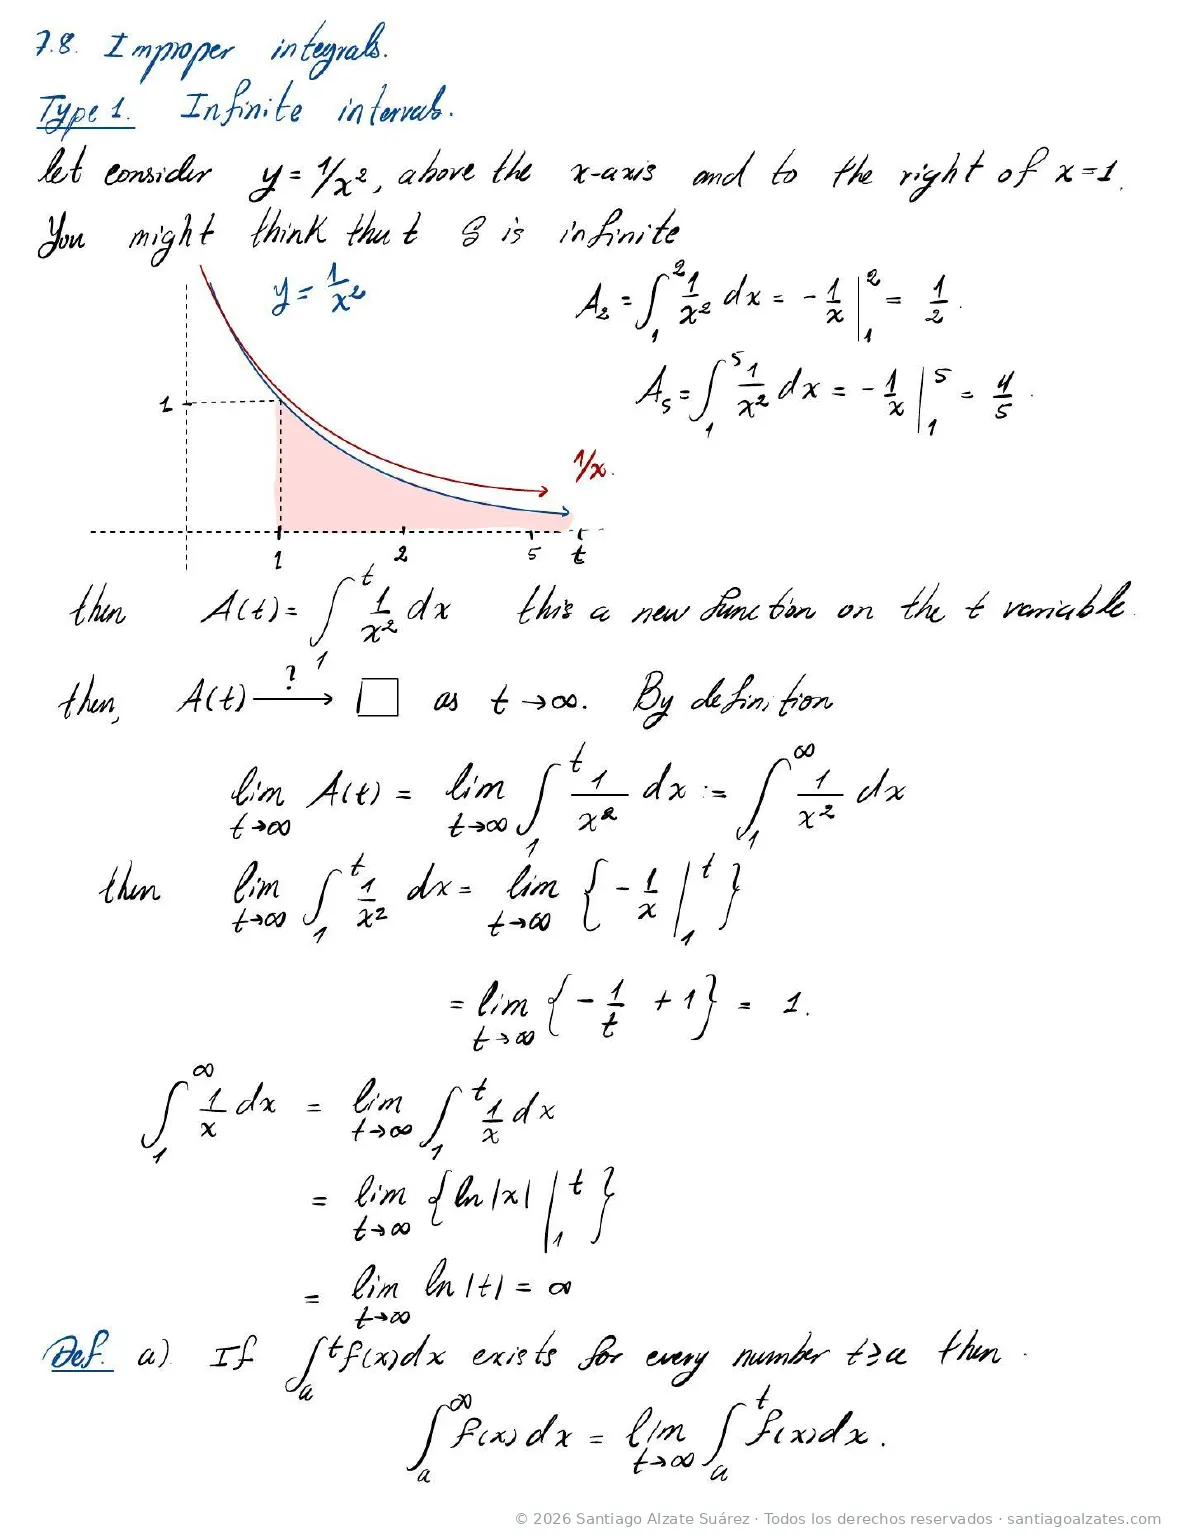 7.8. Improper integrals.
Type 1. Infinite intervals.
let consider y = 1/x², above the x-axis and to the right of x=1.
You might think that S is infinite
y = 1/x²
A₂ = ∫₁² 1/x² dx = -1/x |₁² = 1/2.
A₅ = ∫₁⁵ 1/x² dx = -1/x |₁⁵ = 4/5.
1
1/x.
1 2 5 t
then A(t) = ∫₁ᵗ 1/x² dx this a new function on the t variable.
then, A(t) —?→ □ as t→∞. By definition
lim t→∞ A(t) = lim t→∞ ∫₁ᵗ 1/x² dx := ∫₁^∞ 1/x² dx
then lim t→∞ ∫₁ᵗ 1/x² dx = lim t→∞ { -1/x |₁ᵗ }
= lim t→∞ { -1/t + 1 } = 1.
∫₁^∞ 1/x dx = lim t→∞ ∫₁ᵗ 1/x dx
= lim t→∞ { ln|x| |₁ᵗ }
= lim t→∞ ln|t| = ∞
Def. a) If ∫ₐᵗ f(x)dx exists for every number t≥a then
∫ₐ^∞ f(x)dx = lim t→∞ ∫ₐᵗ f(x)dx.
© 2026 Santiago Alzate Suárez · Todos los derechos reservados · santiagoalzates.com